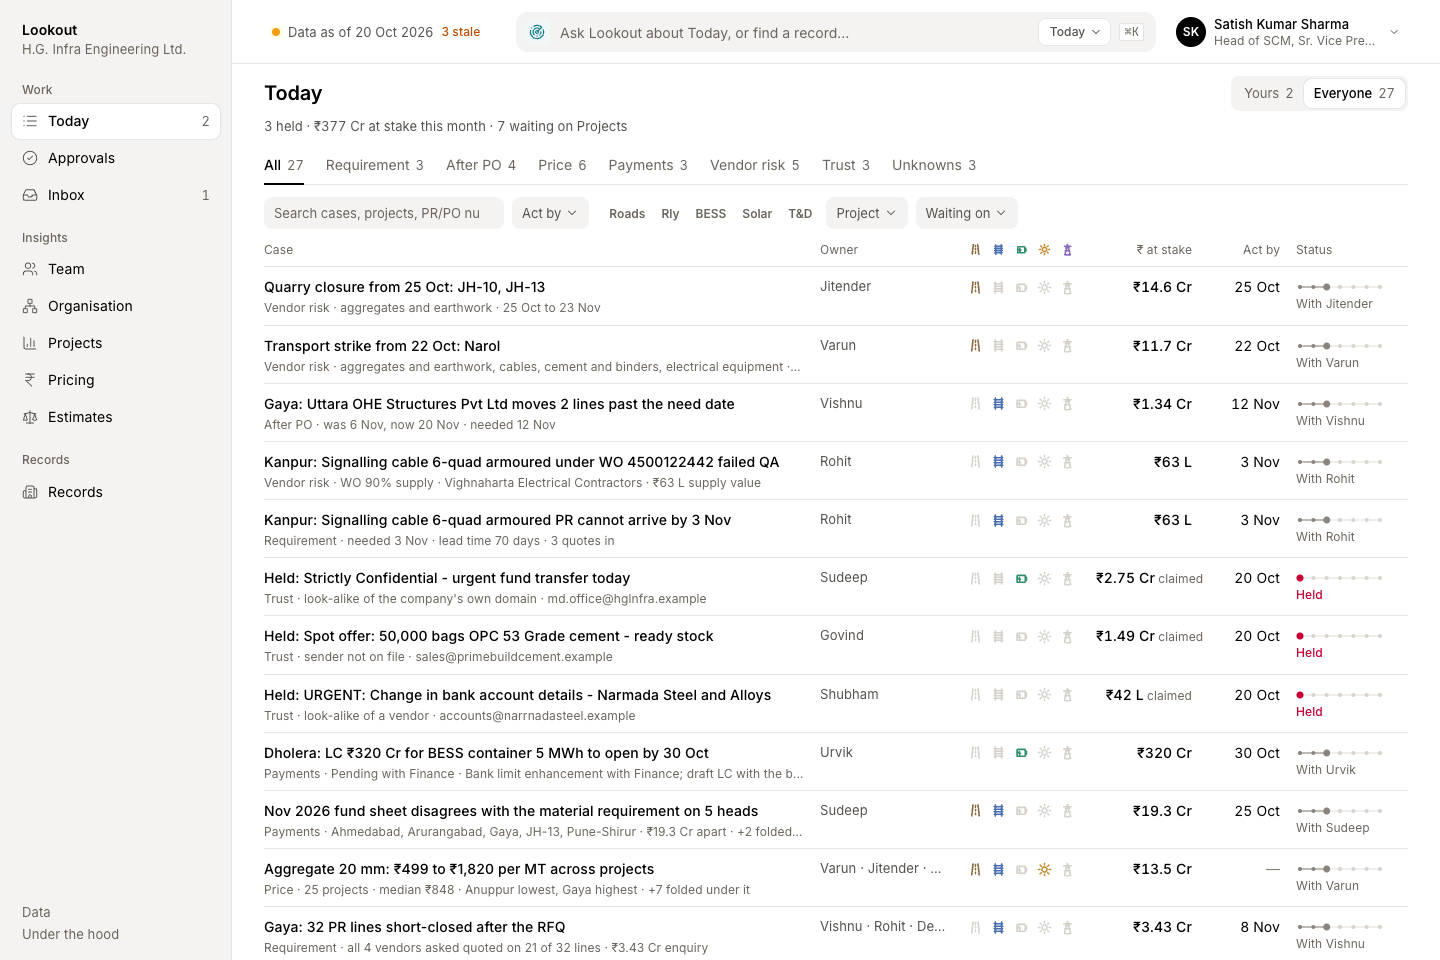 Lookout
H.G. Infra Engineering Ltd.
Work
Today 2
Approvals
Inbox 1
Insights
Team
Organisation
Projects
Pricing
Estimates
Records
Records
Data
Under the hood
Data as of 20 Oct 2026 3 stale
Ask Lookout about Today, or find a record... Today ⌘K
SK
Satish Kumar Sharma
Head of SCM, Sr. Vice Pre...
Today
Yours 2 Everyone 27
3 held · ₹377 Cr at stake this month · 7 waiting on Projects
All 27 Requirement 3 After PO 4 Price 6 Payments 3 Vendor risk 5 Trust 3 Unknowns 3
Search cases, projects, PR/PO nu Act by Roads Rly BESS Solar T&D Project Waiting on
Case Owner ₹ at stake Act by Status
Quarry closure from 25 Oct: JH-10, JH-13 Jitender ₹14.6 Cr 25 Oct
Vendor risk · aggregates and earthwork · 25 Oct to 23 Nov With Jitender
Transport strike from 22 Oct: Narol Varun ₹11.7 Cr 22 Oct
Vendor risk · aggregates and earthwork, cables, cement and binders, electrical equipment ·... With Varun
Gaya: Uttara OHE Structures Pvt Ltd moves 2 lines past the need date Vishnu ₹1.34 Cr 12 Nov
After PO · was 6 Nov, now 20 Nov · needed 12 Nov With Vishnu
Kanpur: Signalling cable 6-quad armoured under WO 4500122442 failed QA Rohit ₹63 L 3 Nov
Vendor risk · WO 90% supply · Vighnaharta Electrical Contractors · ₹63 L supply value With Rohit
Kanpur: Signalling cable 6-quad armoured PR cannot arrive by 3 Nov Rohit ₹63 L 3 Nov
Requirement · needed 3 Nov · lead time 70 days · 3 quotes in With Rohit
Held: Strictly Confidential - urgent fund transfer today Sudeep ₹2.75 Cr claimed 20 Oct
Trust · look-alike of the company's own domain · md.office@hglnfra.example Held
Held: Spot offer: 50,000 bags OPC 53 Grade cement - ready stock Govind ₹1.49 Cr claimed 20 Oct
Trust · sender not on file · sales@primebuildcement.example Held
Held: URGENT: Change in bank account details - Narmada Steel and Alloys Shubham ₹42 L claimed 20 Oct
Trust · look-alike of a vendor · accounts@narrnadasteel.example Held
Dholera: LC ₹320 Cr for BESS container 5 MWh to open by 30 Oct Urvik ₹320 Cr 30 Oct
Payments · Pending with Finance · Bank limit enhancement with Finance; draft LC with the b... With Urvik
Nov 2026 fund sheet disagrees with the material requirement on 5 heads Sudeep ₹19.3 Cr 25 Oct
Payments · Ahmedabad, Arurangabad, Gaya, JH-13, Pune-Shirur · ₹19.3 Cr apart · +2 folded... With Sudeep
Aggregate 20 mm: ₹499 to ₹1,820 per MT across projects Varun · Jitender · ... ₹13.5 Cr —
Price · 25 projects · median ₹848 · Anuppur lowest, Gaya highest · +7 folded under it With Varun
Gaya: 32 PR lines short-closed after the RFQ Vishnu · Rohit · De... ₹3.43 Cr 8 Nov
Requirement · all 4 vendors asked quoted on 21 of 32 lines · ₹3.43 Cr enquiry With Vishnu